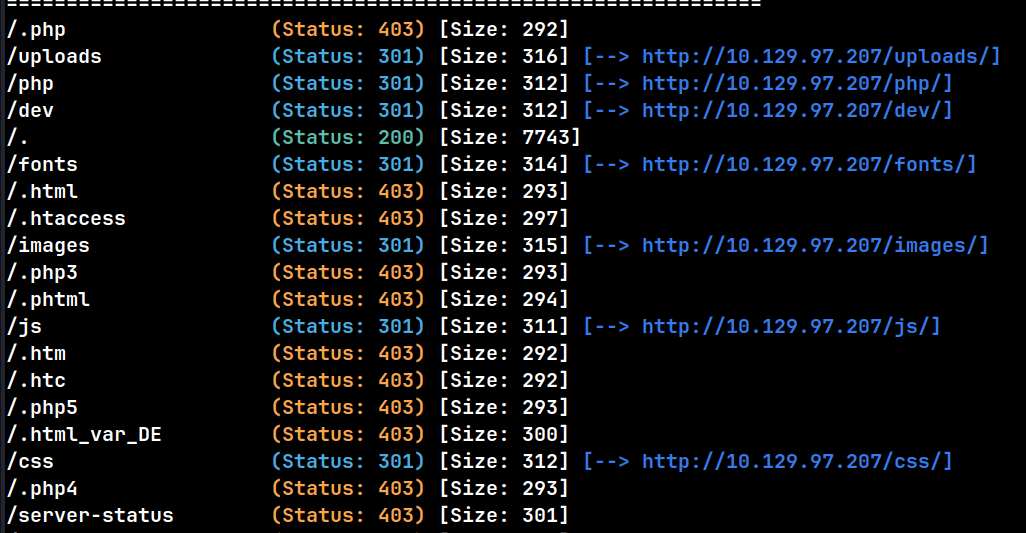 ================================================================
/.php (Status: 403) [Size: 292]
/uploads (Status: 301) [Size: 316] [--> http://10.129.97.207/uploads/]
/php (Status: 301) [Size: 312] [--> http://10.129.97.207/php/]
/dev (Status: 301) [Size: 312] [--> http://10.129.97.207/dev/]
/. (Status: 200) [Size: 7743]
/fonts (Status: 301) [Size: 314] [--> http://10.129.97.207/fonts/]
/.html (Status: 403) [Size: 293]
/.htaccess (Status: 403) [Size: 297]
/images (Status: 301) [Size: 315] [--> http://10.129.97.207/images/]
/.php3 (Status: 403) [Size: 293]
/.phtml (Status: 403) [Size: 294]
/js (Status: 301) [Size: 311] [--> http://10.129.97.207/js/]
/.htm (Status: 403) [Size: 292]
/.htc (Status: 403) [Size: 292]
/.php5 (Status: 403) [Size: 293]
/.html_var_DE (Status: 403) [Size: 300]
/css (Status: 301) [Size: 312] [--> http://10.129.97.207/css/]
/.php4 (Status: 403) [Size: 293]
/server-status (Status: 403) [Size: 301]